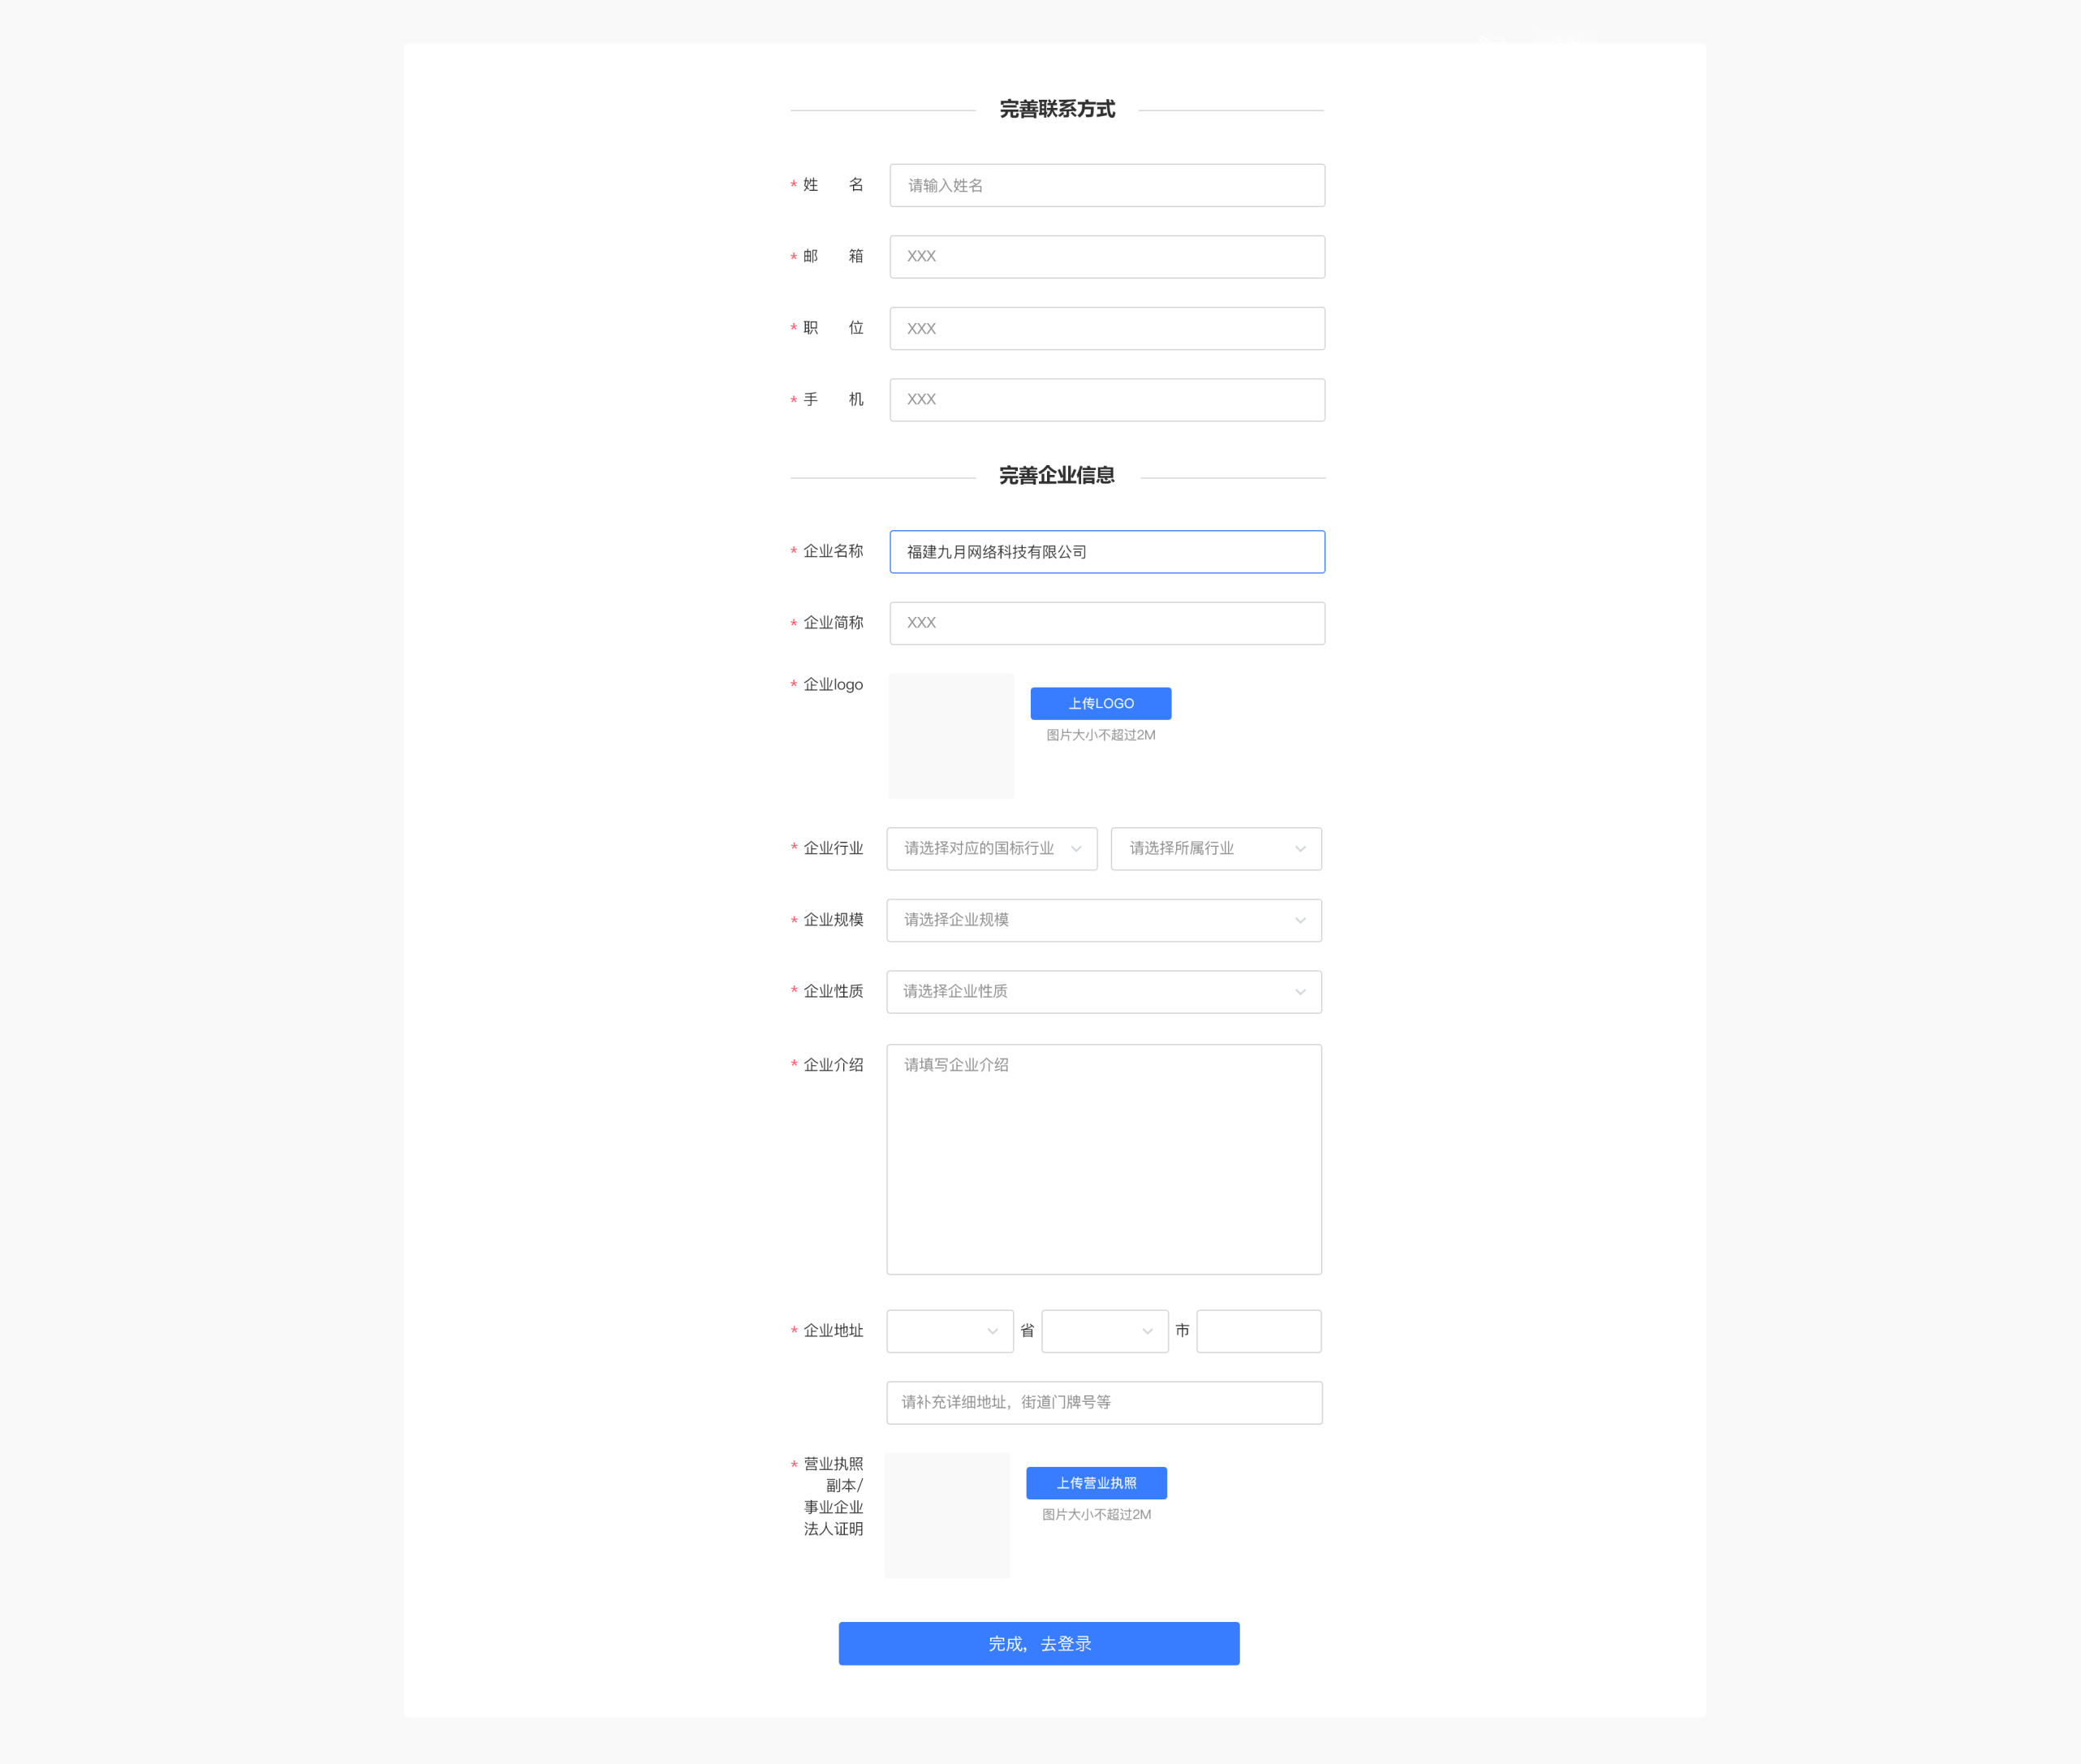 完善联系方式
* 姓 名 请输入姓名
* 邮 箱 XXX
* 职 位 XXX
* 手 机 XXX
完善企业信息
* 企业名称 福建九月网络科技有限公司
* 企业简称 XXX
* 企业logo
上传LOGO
图片大小不超过2M
* 企业行业 请选择对应的国标行业 请选择所属行业
* 企业规模 请选择企业规模
* 企业性质 请选择企业性质
* 企业介绍 请填写企业介绍
* 企业地址 省 市
请补充详细地址，街道门牌号等
* 营业执照
副本/
事业企业
法人证明
上传营业执照
图片大小不超过2M
完成，去登录